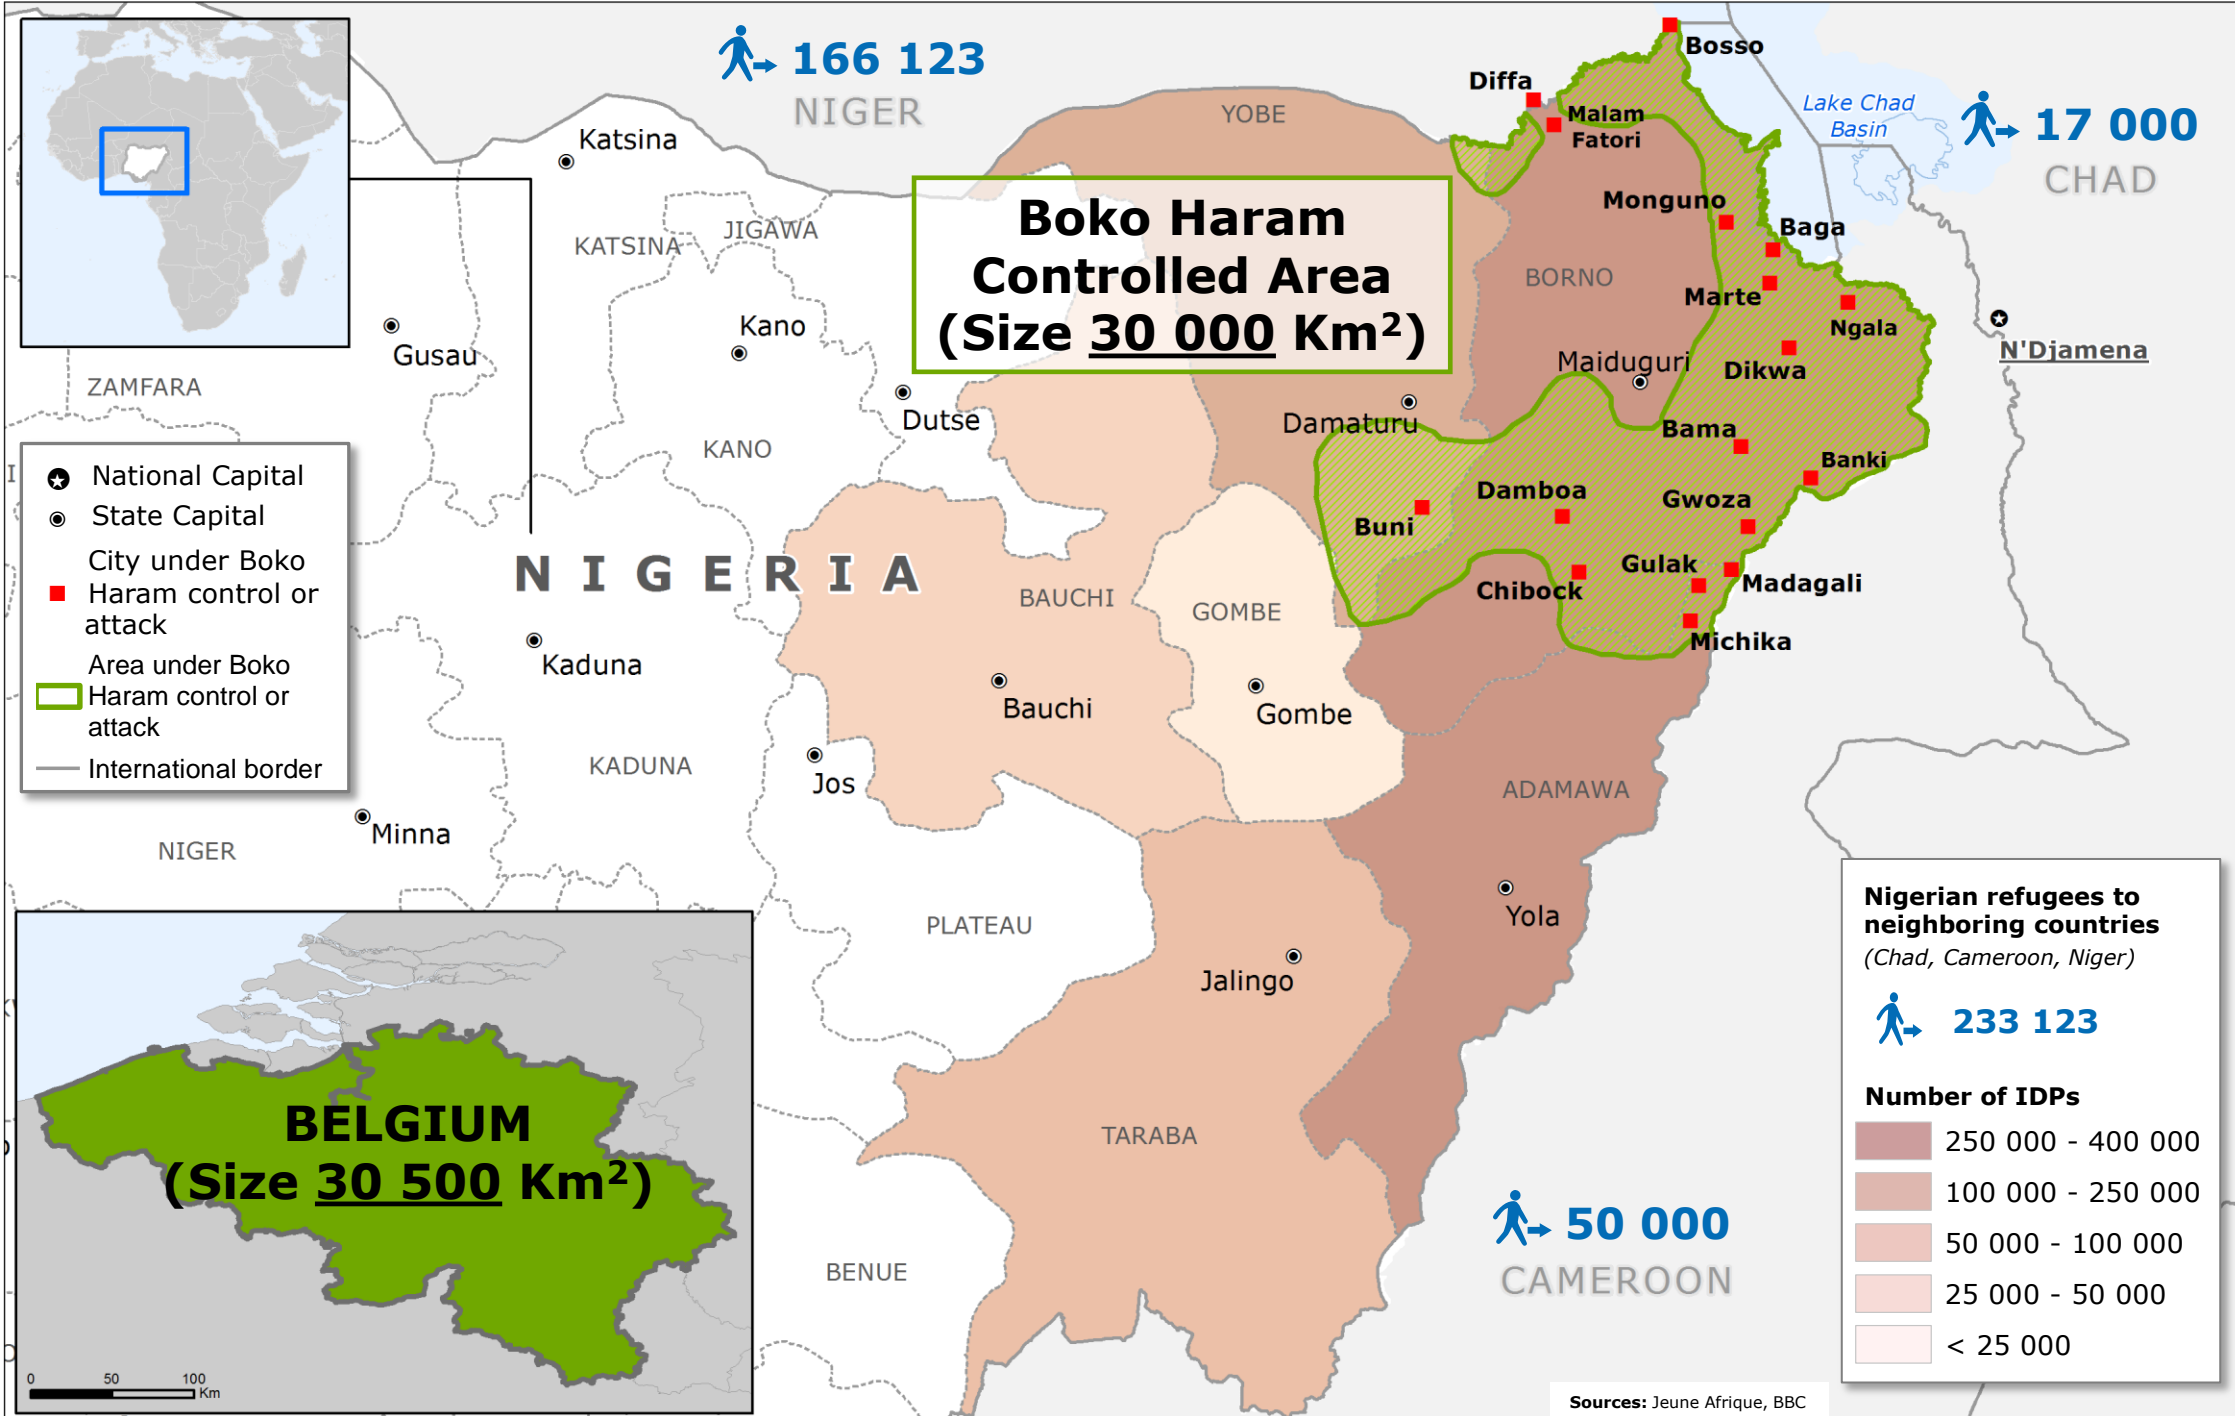 166 123
NIGER
Bosso
Diffa
Malam
Fatori
Lake Chad
Basin
17 000
CHAD
YOBE
Katsina
KATSINA
JIGAWA
Boko Haram
Controlled Area
(Size 30 000 Km²)
Monguno
Baga
BORNO
Marte
Ngala
Gusau
Kano
Maiduguri
Dikwa
N'Djamena
ZAMFARA
Dutse
Damaturu
KANO
Bama
Banki
Damboa
Gwoza
Buni
NIGERIA
Gulak
Madagali
Chibock
Michika
BAUCHI
GOMBE
National Capital
State Capital
City under Boko
Haram control or
attack
Area under Boko
Haram control or
attack
International border
Kaduna
Bauchi
Gombe
KADUNA
Jos
ADAMAWA
Minna
NIGER
PLATEAU
Yola
Jalingo
TARABA
BENUE
50 000
CAMEROON
BELGIUM
(Size 30 500 Km²)
0 50 100
Km
Nigerian refugees to
neighboring countries
(Chad, Cameroon, Niger)
233 123
Number of IDPs
250 000 - 400 000
100 000 - 250 000
50 000 - 100 000
25 000 - 50 000
< 25 000
Sources: Jeune Afrique, BBC